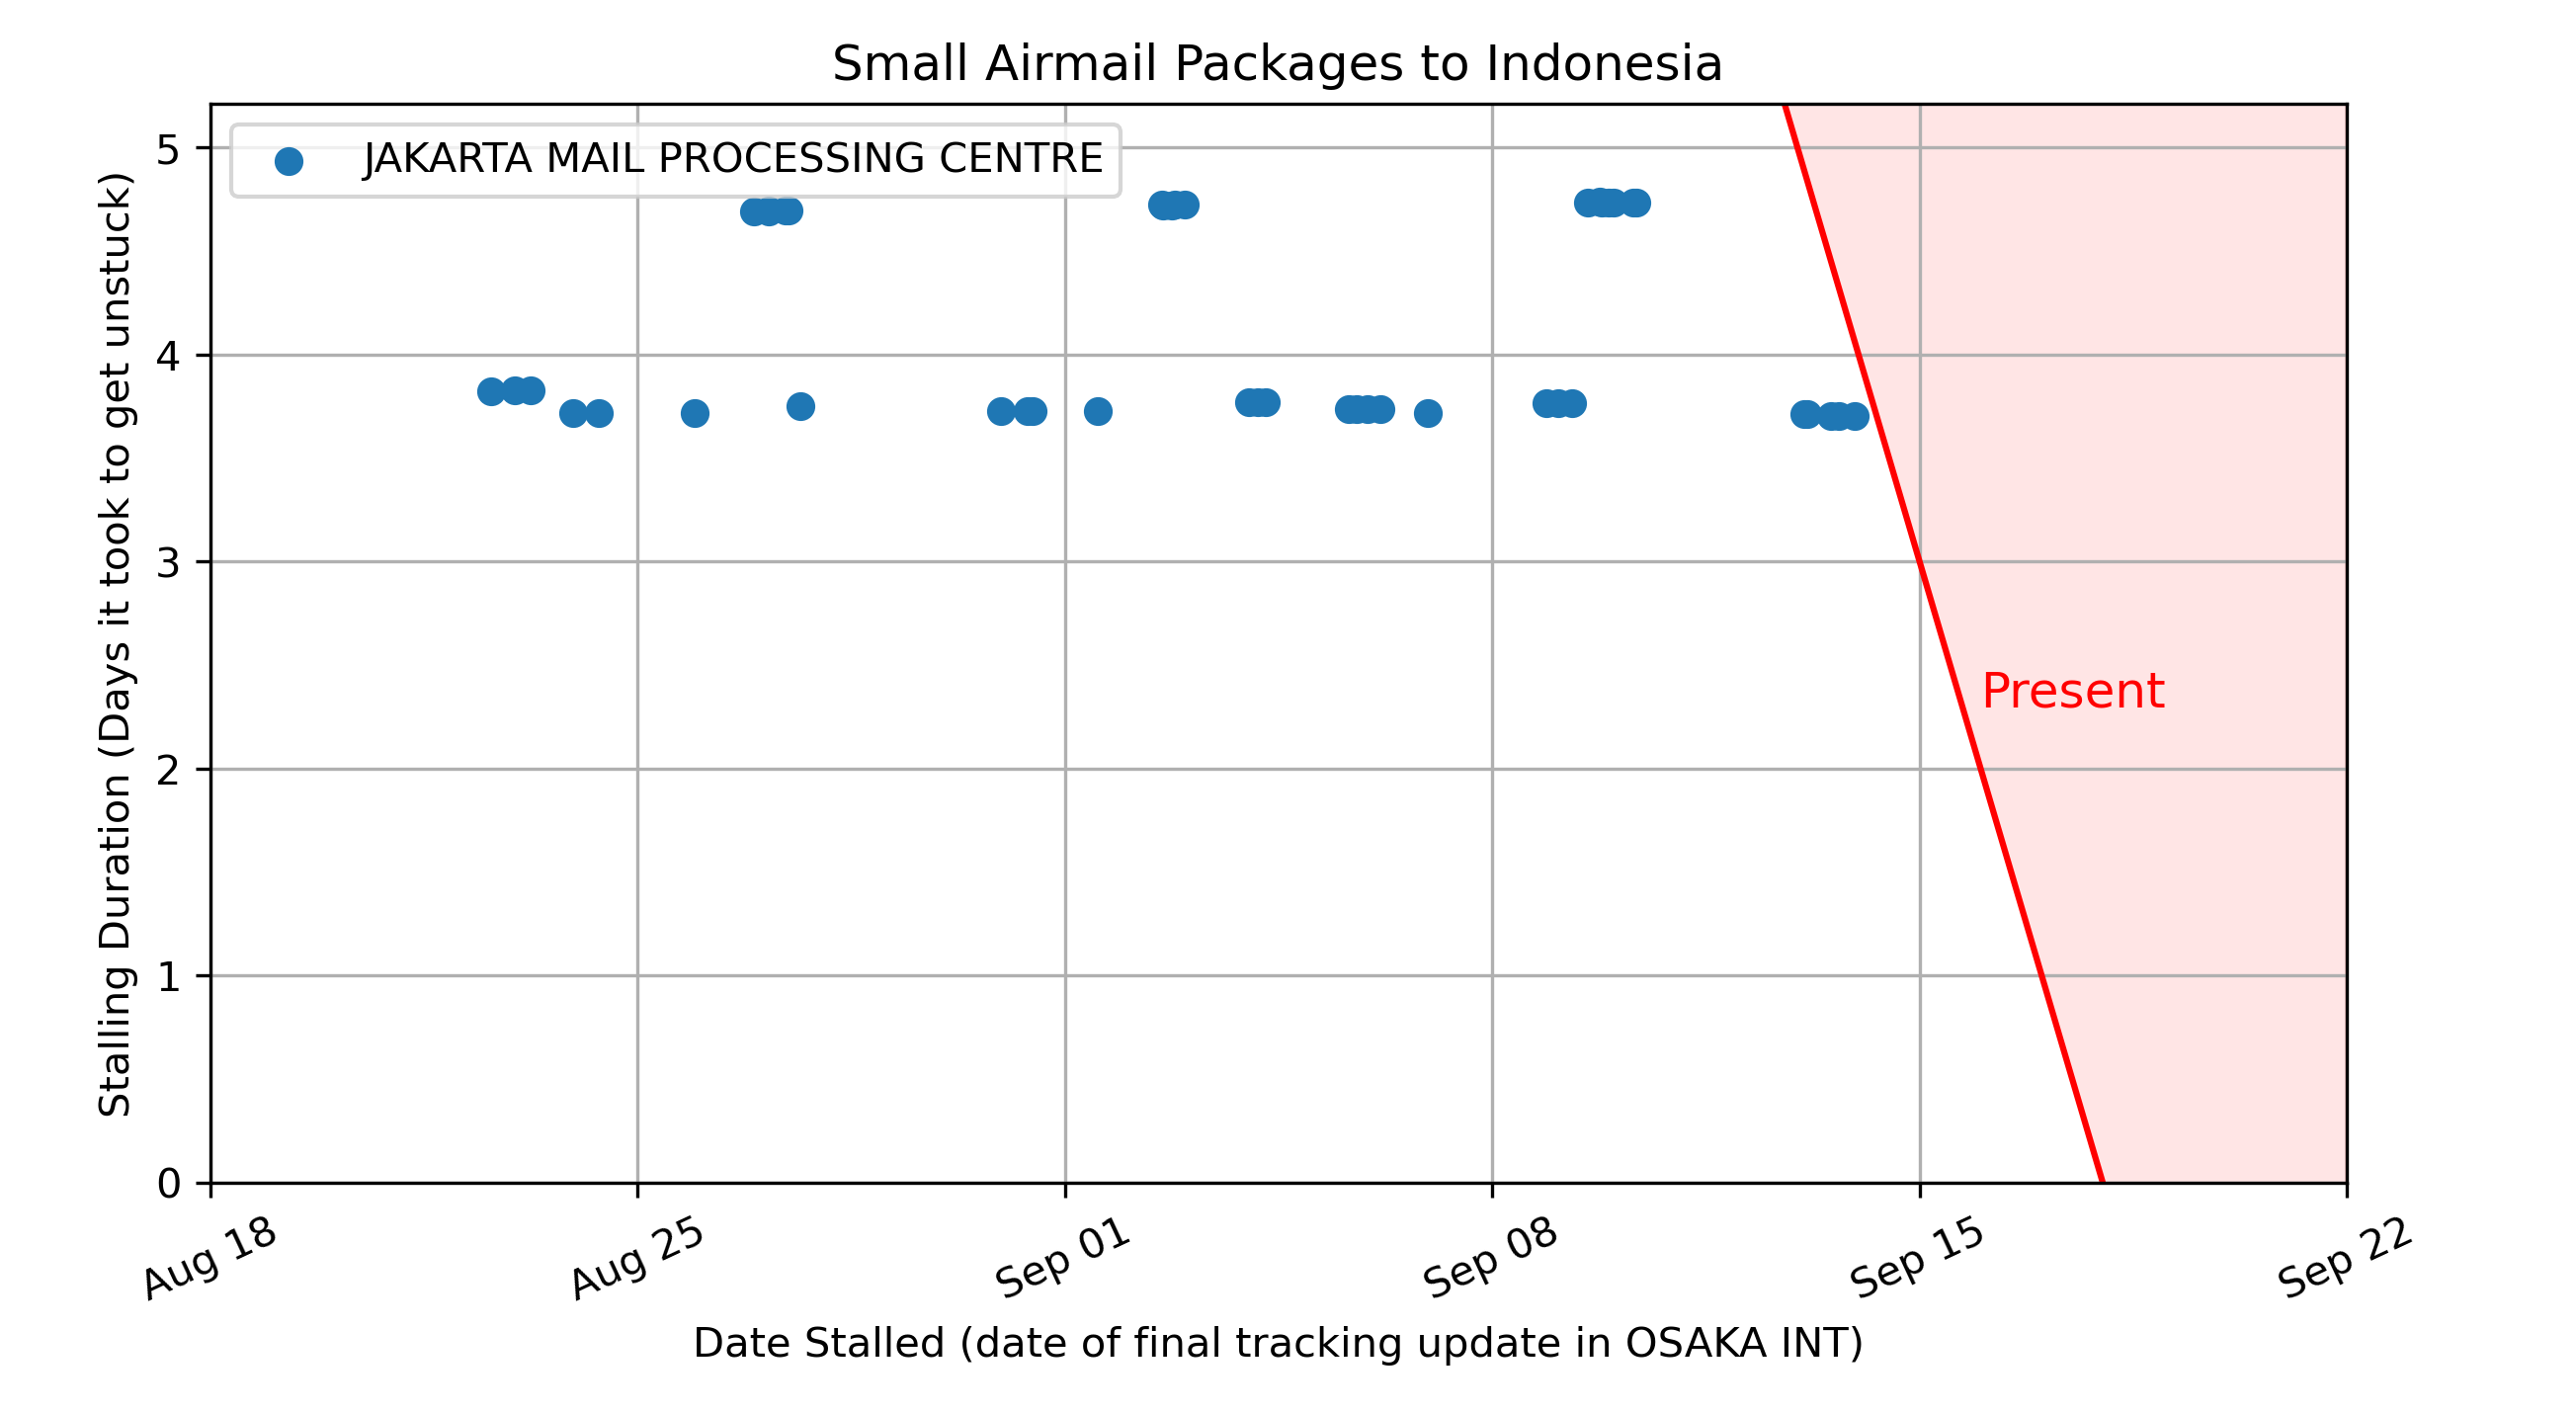 Small Airmail Packages to Indonesia
JAKARTA MAIL PROCESSING CENTRE
Stalling Duration (Days it took to get unstuck)
5
4
3
2
1
0
Present
Aug 18
Aug 25
Sep 01
Sep 08
Sep 15
Sep 22
Date Stalled (date of final tracking update in OSAKA INT)